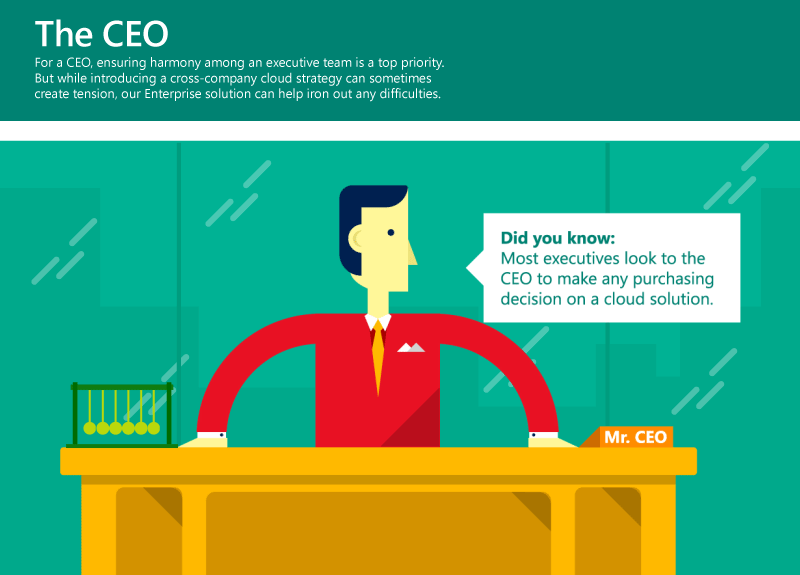 The CEO
For a CEO, ensuring harmony among an executive team is a top priority.
But while introducing a cross-company cloud strategy can sometimes
create tension, our Enterprise solution can help iron out any difficulties.
Did you know:
Most executives look to the
CEO to make any purchasing
decision on a cloud solution.
Mr. CEO